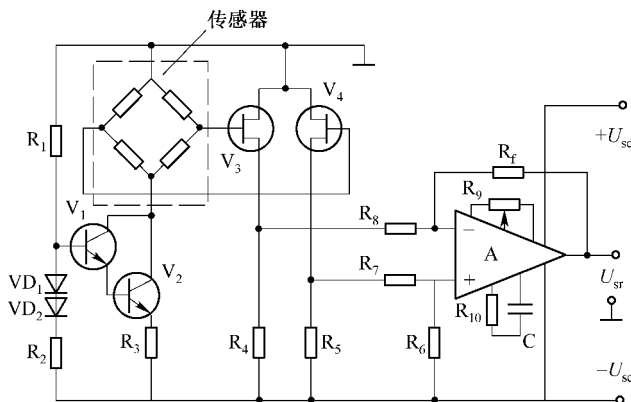 传感器
V₄
R₁
V₃
+Uₛc
R_f
R₉
R₈
V₁
−
A
Uₛr
R₇
+
V₂
VD₁
VD₂
R₁₀
C
R₂
R₃
R₄
R₅
R₆
−Uₛc